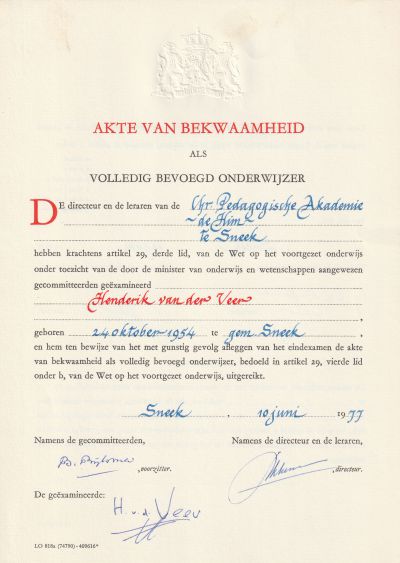 AKTE VAN BEKWAAMHEID
ALS
VOLLEDIG BEVOEGD ONDERWIJZER
DE directeur en de leraren van de Chr. Pedagogische Akademie
~de Him~
te Sneek
hebben krachtens artikel 29, derde lid, van de Wet op het voortgezet onderwijs
onder toezicht van de door de minister van onderwijs en wetenschappen aangewezen
gecommitteerden geëxamineerd
Henderik van der Veer
geboren 24 oktober 1954 te gem. Sneek
en hem ten bewijze van het met gunstig gevolg afleggen van het eindexamen de akte
van bekwaamheid als volledig bevoegd onderwijzer, bedoeld in artikel 29, vierde lid
onder b, van de Wet op het voortgezet onderwijs, uitgereikt.
Sneek, 10 juni 1977
Namens de gecommitteerden, Namens de directeur en de leraren,
, voorzitter. , directeur.
De geëxamineerde: H. v. d. Veer
LO 818a (74790) - 469616*